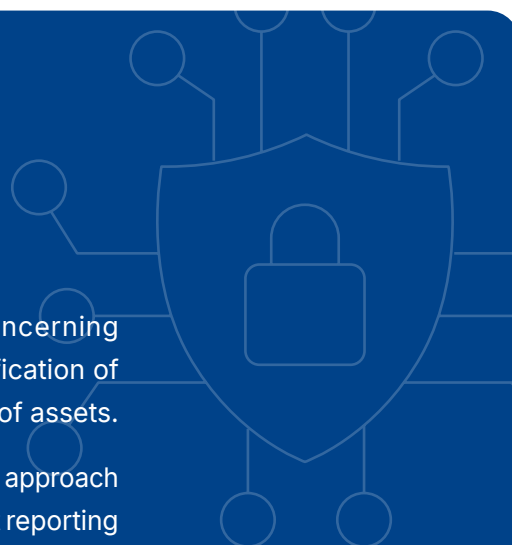 ncerning
ication of
of assets.
approach
reporting